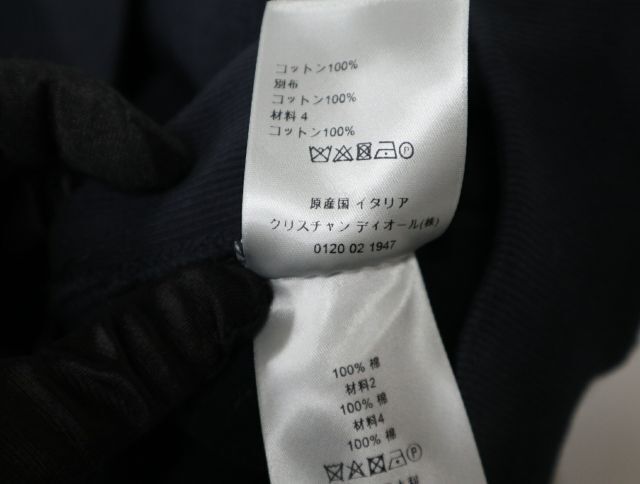 コットン100%
別布
コットン100%
材料 4
コットン100%
原産国 イタリア
クリスチャン ディオール(株)
0120 02 1947
100% 棉
材料2
100% 棉
材料4
100% 棉